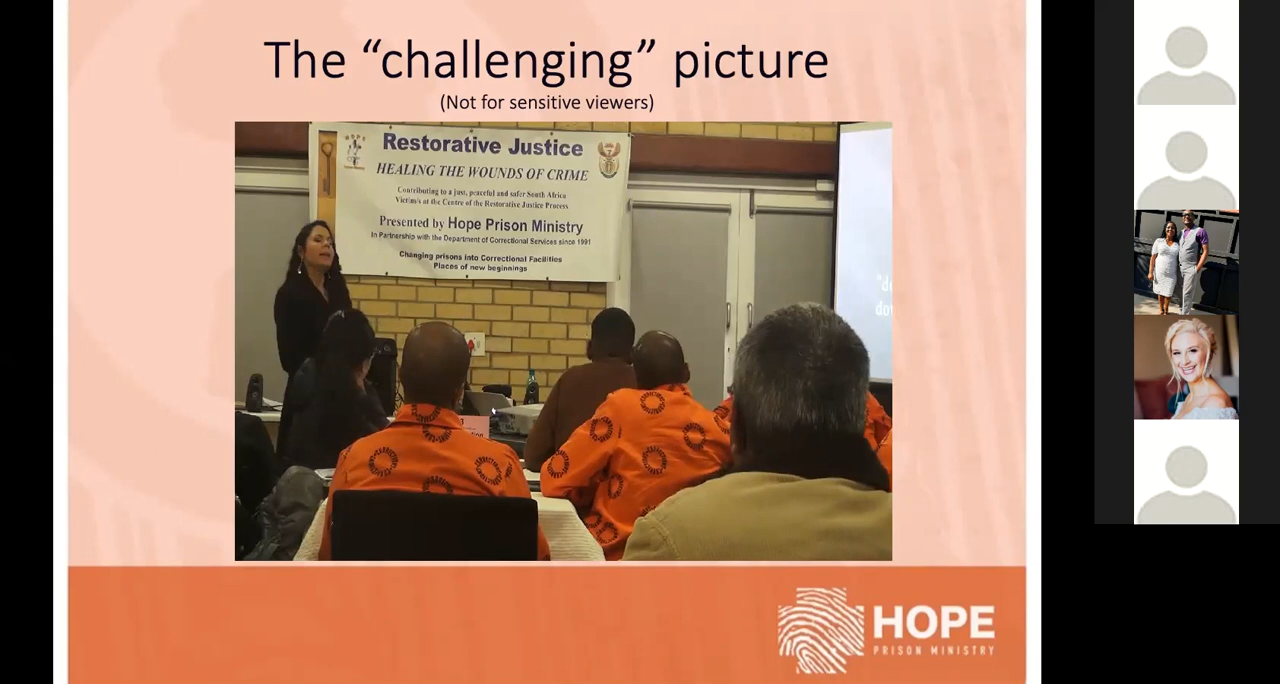 The “challenging” picture
(Not for sensitive viewers)
Restorative Justice
HEALING THE WOUNDS OF CRIME
Contributing to a just, peaceful and safer South Africa
Victim/s at the Centre of the Restorative Justice Process
Presented by Hope Prison Ministry
In Partnership with the Department of Correctional Services since 1991
Changing prisons into Correctional Facilities
Places of new beginnings
HOPE
PRISON MINISTRY